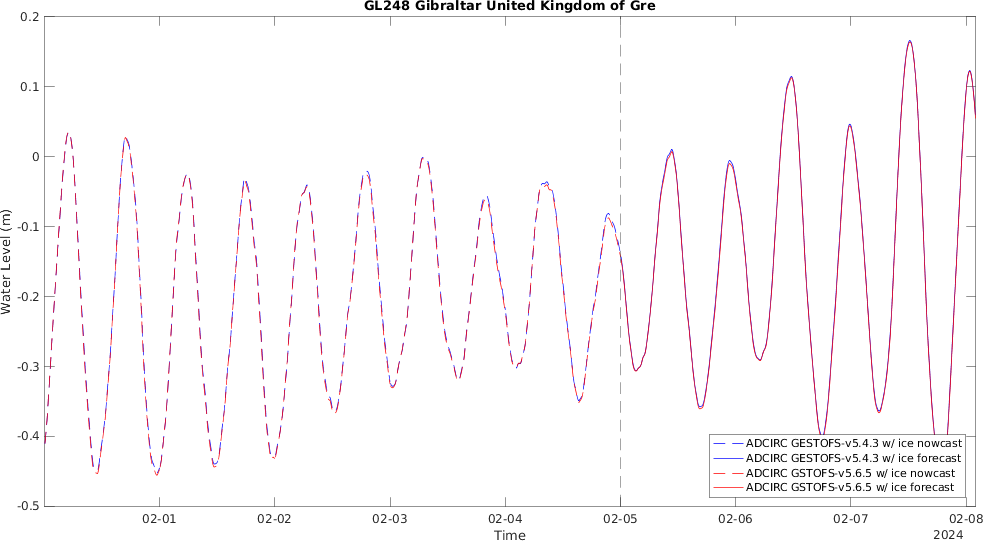 GL248 Gibraltar United Kingdom of Gre
0.2
0.1
0
-0.1
-0.2
-0.3
-0.4
-0.5
Water Level (m)
ADCIRC GESTOFS-v5.4.3 w/ ice nowcast
ADCIRC GESTOFS-v5.4.3 w/ ice forecast
ADCIRC GSTOFS-v5.6.5 w/ ice nowcast
ADCIRC GSTOFS-v5.6.5 w/ ice forecast
02-01 02-02 02-03 02-04 02-05 02-06 02-07 02-08
Time
2024